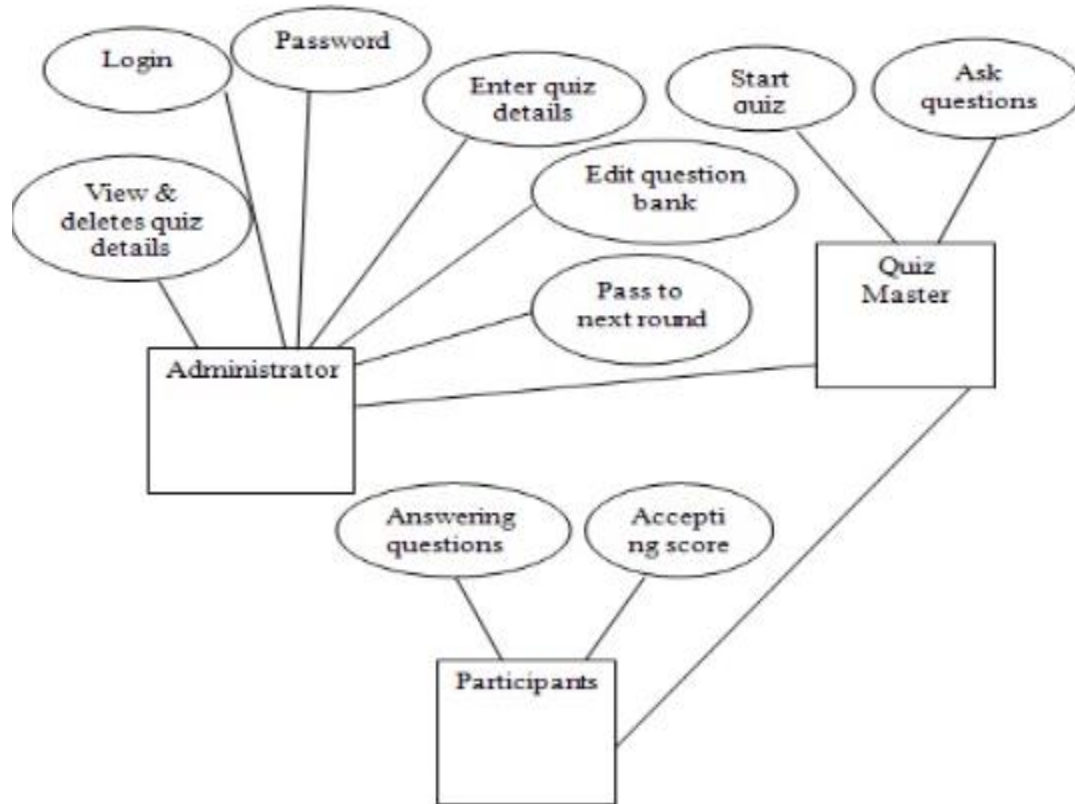 Login
Password
Enter quiz
details
Start
quiz
Ask
questions
View &
deletes quiz
details
Edit question
bank
Pass to
next round
Quiz
Master
Administrator
Answering
questions
Accepti
ng score
Participants